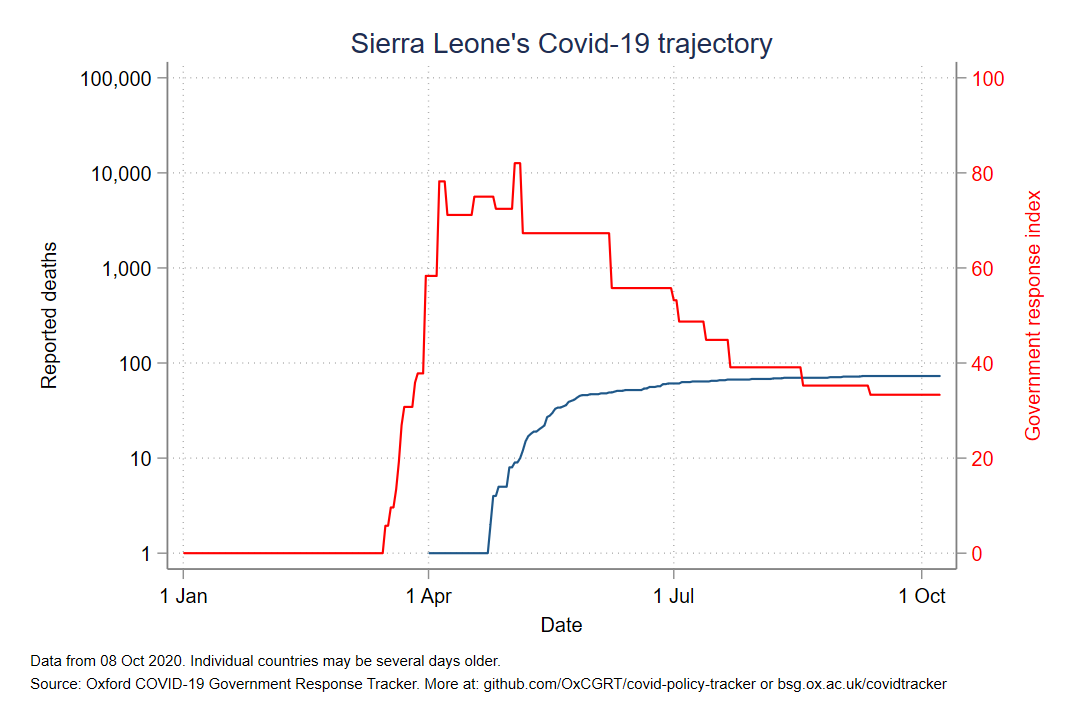 Sierra Leone's Covid-19 trajectory
100,000
10,000
1,000
100
10
1
Reported deaths
100
80
60
40
20
0
Government response index
1 Jan
1 Apr
1 Jul
1 Oct
Date
Data from 08 Oct 2020. Individual countries may be several days older.
Source: Oxford COVID-19 Government Response Tracker. More at: github.com/OxCGRT/covid-policy-tracker or bsg.ox.ac.uk/covidtracker